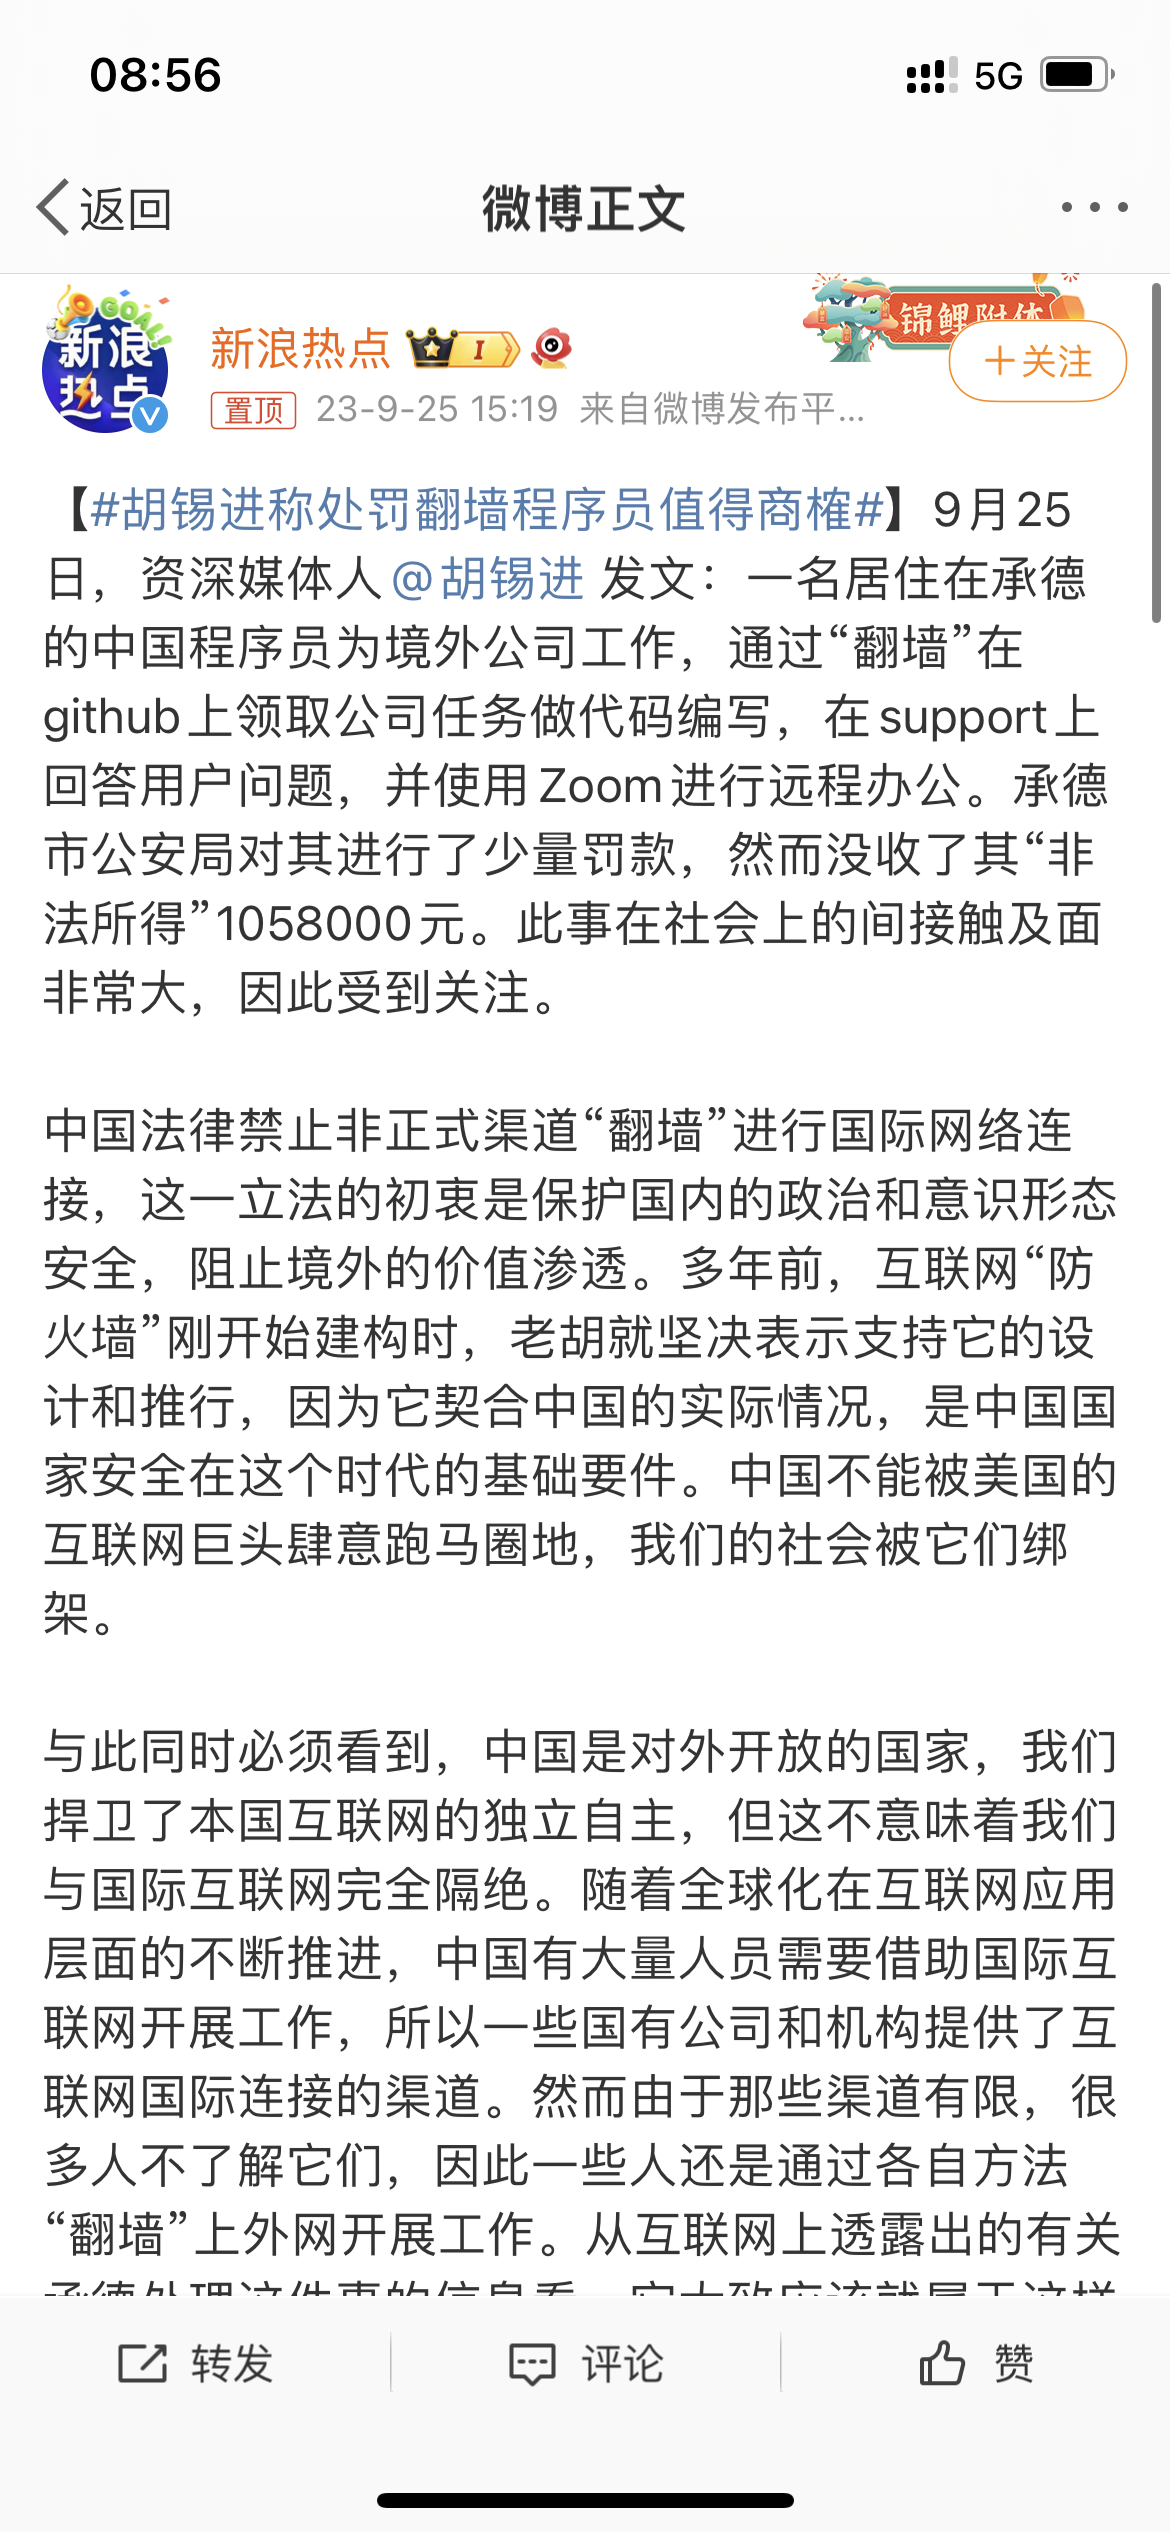 08:56
5G
返回
微博正文
GOAL!
新浪
热点
新浪热点
I
锦鲤附体
+关注
置顶
23-9-25 15:19 来自微博发布平...
【#胡锡进称处罚翻墙程序员值得商榷#】9月25
日，资深媒体人@胡锡进 发文：一名居住在承德
的中国程序员为境外公司工作，通过“翻墙”在
github上领取公司任务做代码编写，在support上
回答用户问题，并使用Zoom进行远程办公。承德
市公安局对其进行了少量罚款，然而没收了其“非
法所得”1058000元。此事在社会上的间接触及面
非常大，因此受到关注。
中国法律禁止非正式渠道“翻墙”进行国际网络连
接，这一立法的初衷是保护国内的政治和意识形态
安全，阻止境外的价值渗透。多年前，互联网“防
火墙”刚开始建构时，老胡就坚决表示支持它的设
计和推行，因为它契合中国的实际情况，是中国国
家安全在这个时代的基础要件。中国不能被美国的
互联网巨头肆意跑马圈地，我们的社会被它们绑
架。
与此同时必须看到，中国是对外开放的国家，我们
捍卫了本国互联网的独立自主，但这不意味着我们
与国际互联网完全隔绝。随着全球化在互联网应用
层面的不断推进，中国有大量人员需要借助国际互
联网开展工作，所以一些国有公司和机构提供了互
联网国际连接的渠道。然而由于那些渠道有限，很
多人不了解它们，因此一些人还是通过各自方法
“翻墙”上外网开展工作。从互联网上透露出的有关
承德处理这件事的信息看，它大致应该就属于这样
转发
评论
赞